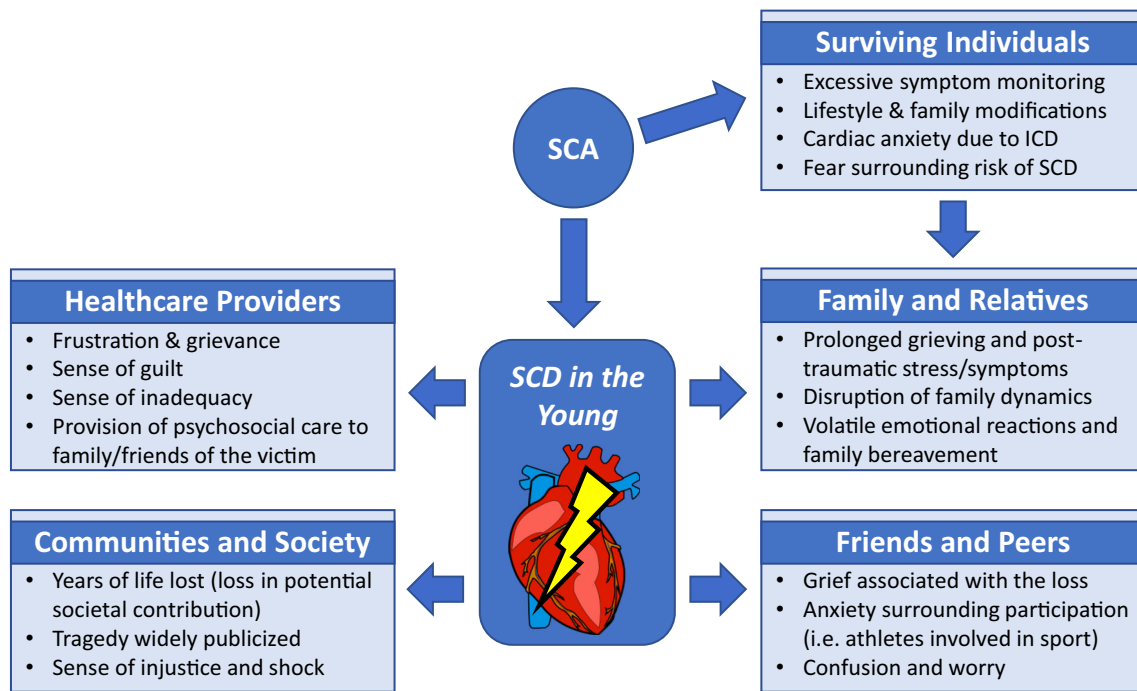 SCA
Surviving Individuals
• Excessive symptom monitoring
• Lifestyle & family modifications
• Cardiac anxiety due to ICD
• Fear surrounding risk of SCD
Healthcare Providers
• Frustration & grievance
• Sense of guilt
• Sense of inadequacy
• Provision of psychosocial care to
family/friends of the victim
SCD in the
Young
Family and Relatives
• Prolonged grieving and post-
traumatic stress/symptoms
• Disruption of family dynamics
• Volatile emotional reactions and
family bereavement
Communities and Society
• Years of life lost (loss in potential
societal contribution)
• Tragedy widely publicized
• Sense of injustice and shock
Friends and Peers
• Grief associated with the loss
• Anxiety surrounding participation
(i.e. athletes involved in sport)
• Confusion and worry